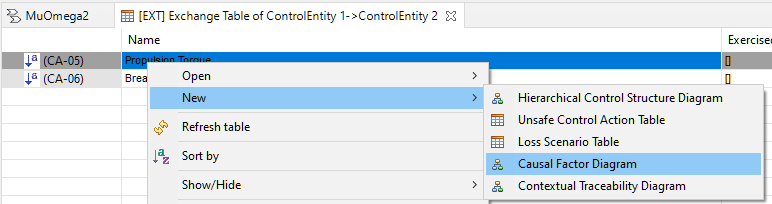 MuOmega2
[EXT] Exchange Table of ControlEntity 1->ControlEntity 2
Name
Exercised
(CA-05)
Propulsion Torque
[]
(CA-06)
Brea
[]
Open
New
Refresh table
Sort by
Show/Hide
Hierarchical Control Structure Diagram
Unsafe Control Action Table
Loss Scenario Table
Causal Factor Diagram
Contextual Traceability Diagram